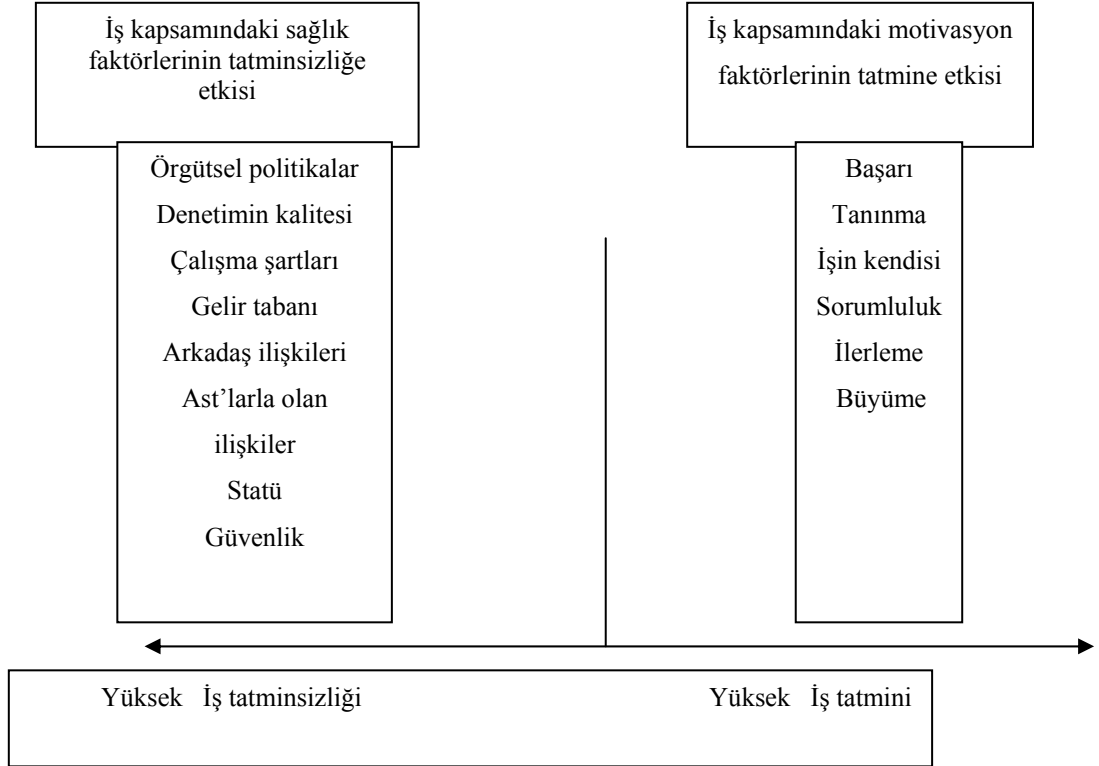 İş kapsamındaki sağlık
faktörlerinin tatminsizliğe
etkisi
Örgütsel politikalar
Denetimin kalitesi
Çalışma şartları
Gelir tabanı
Arkadaş ilişkileri
Ast’larla olan
ilişkiler
Statü
Güvenlik
İş kapsamındaki motivasyon
faktörlerinin tatmine etkisi
Başarı
Tanınma
İşin kendisi
Sorumluluk
İlerleme
Büyüme
Yüksek İş tatminsizliği
Yüksek İş tatmini